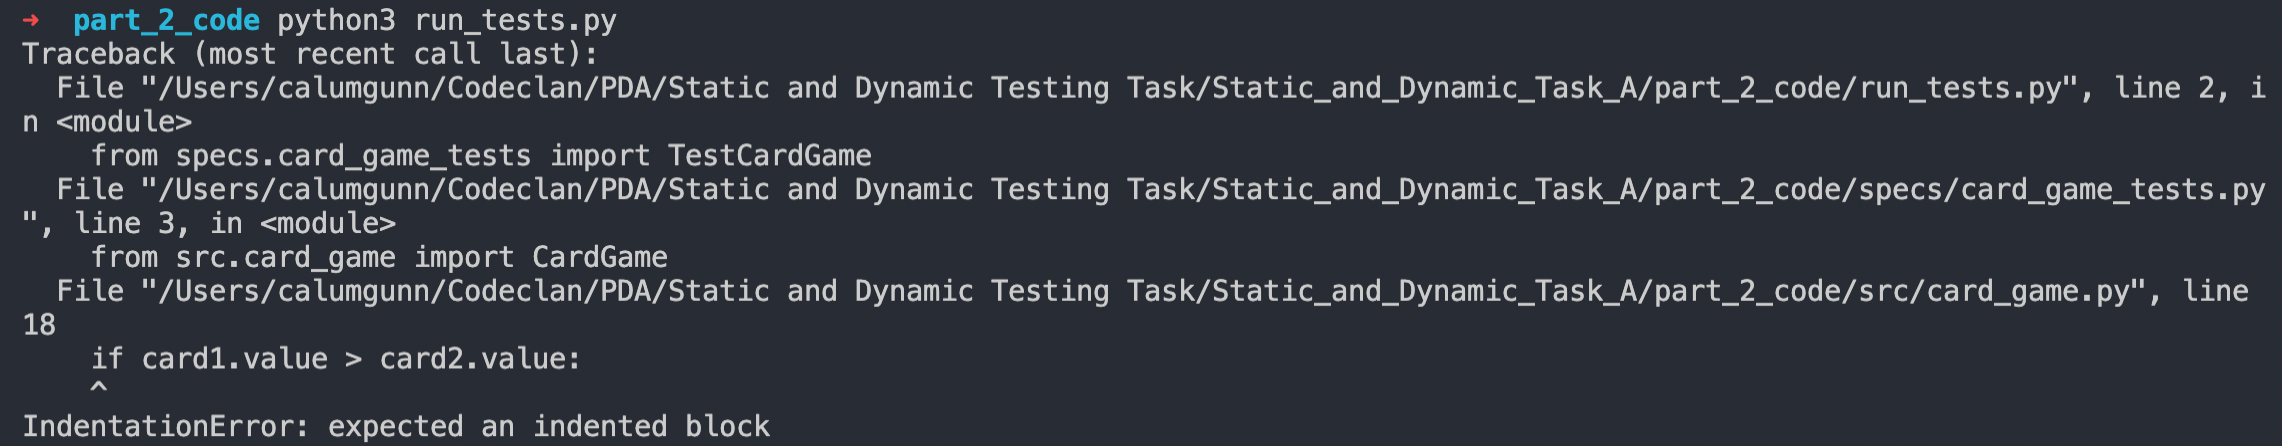 → part_2_code python3 run_tests.py
Traceback (most recent call last):
  File "/Users/calumgunn/Codeclan/PDA/Static and Dynamic Testing Task/Static_and_Dynamic_Task_A/part_2_code/run_tests.py", line 2, i
n <module>
    from specs.card_game_tests import TestCardGame
  File "/Users/calumgunn/Codeclan/PDA/Static and Dynamic Testing Task/Static_and_Dynamic_Task_A/part_2_code/specs/card_game_tests.py
", line 3, in <module>
    from src.card_game import CardGame
  File "/Users/calumgunn/Codeclan/PDA/Static and Dynamic Testing Task/Static_and_Dynamic_Task_A/part_2_code/src/card_game.py", line
18
    if card1.value > card2.value:
    ^
IndentationError: expected an indented block